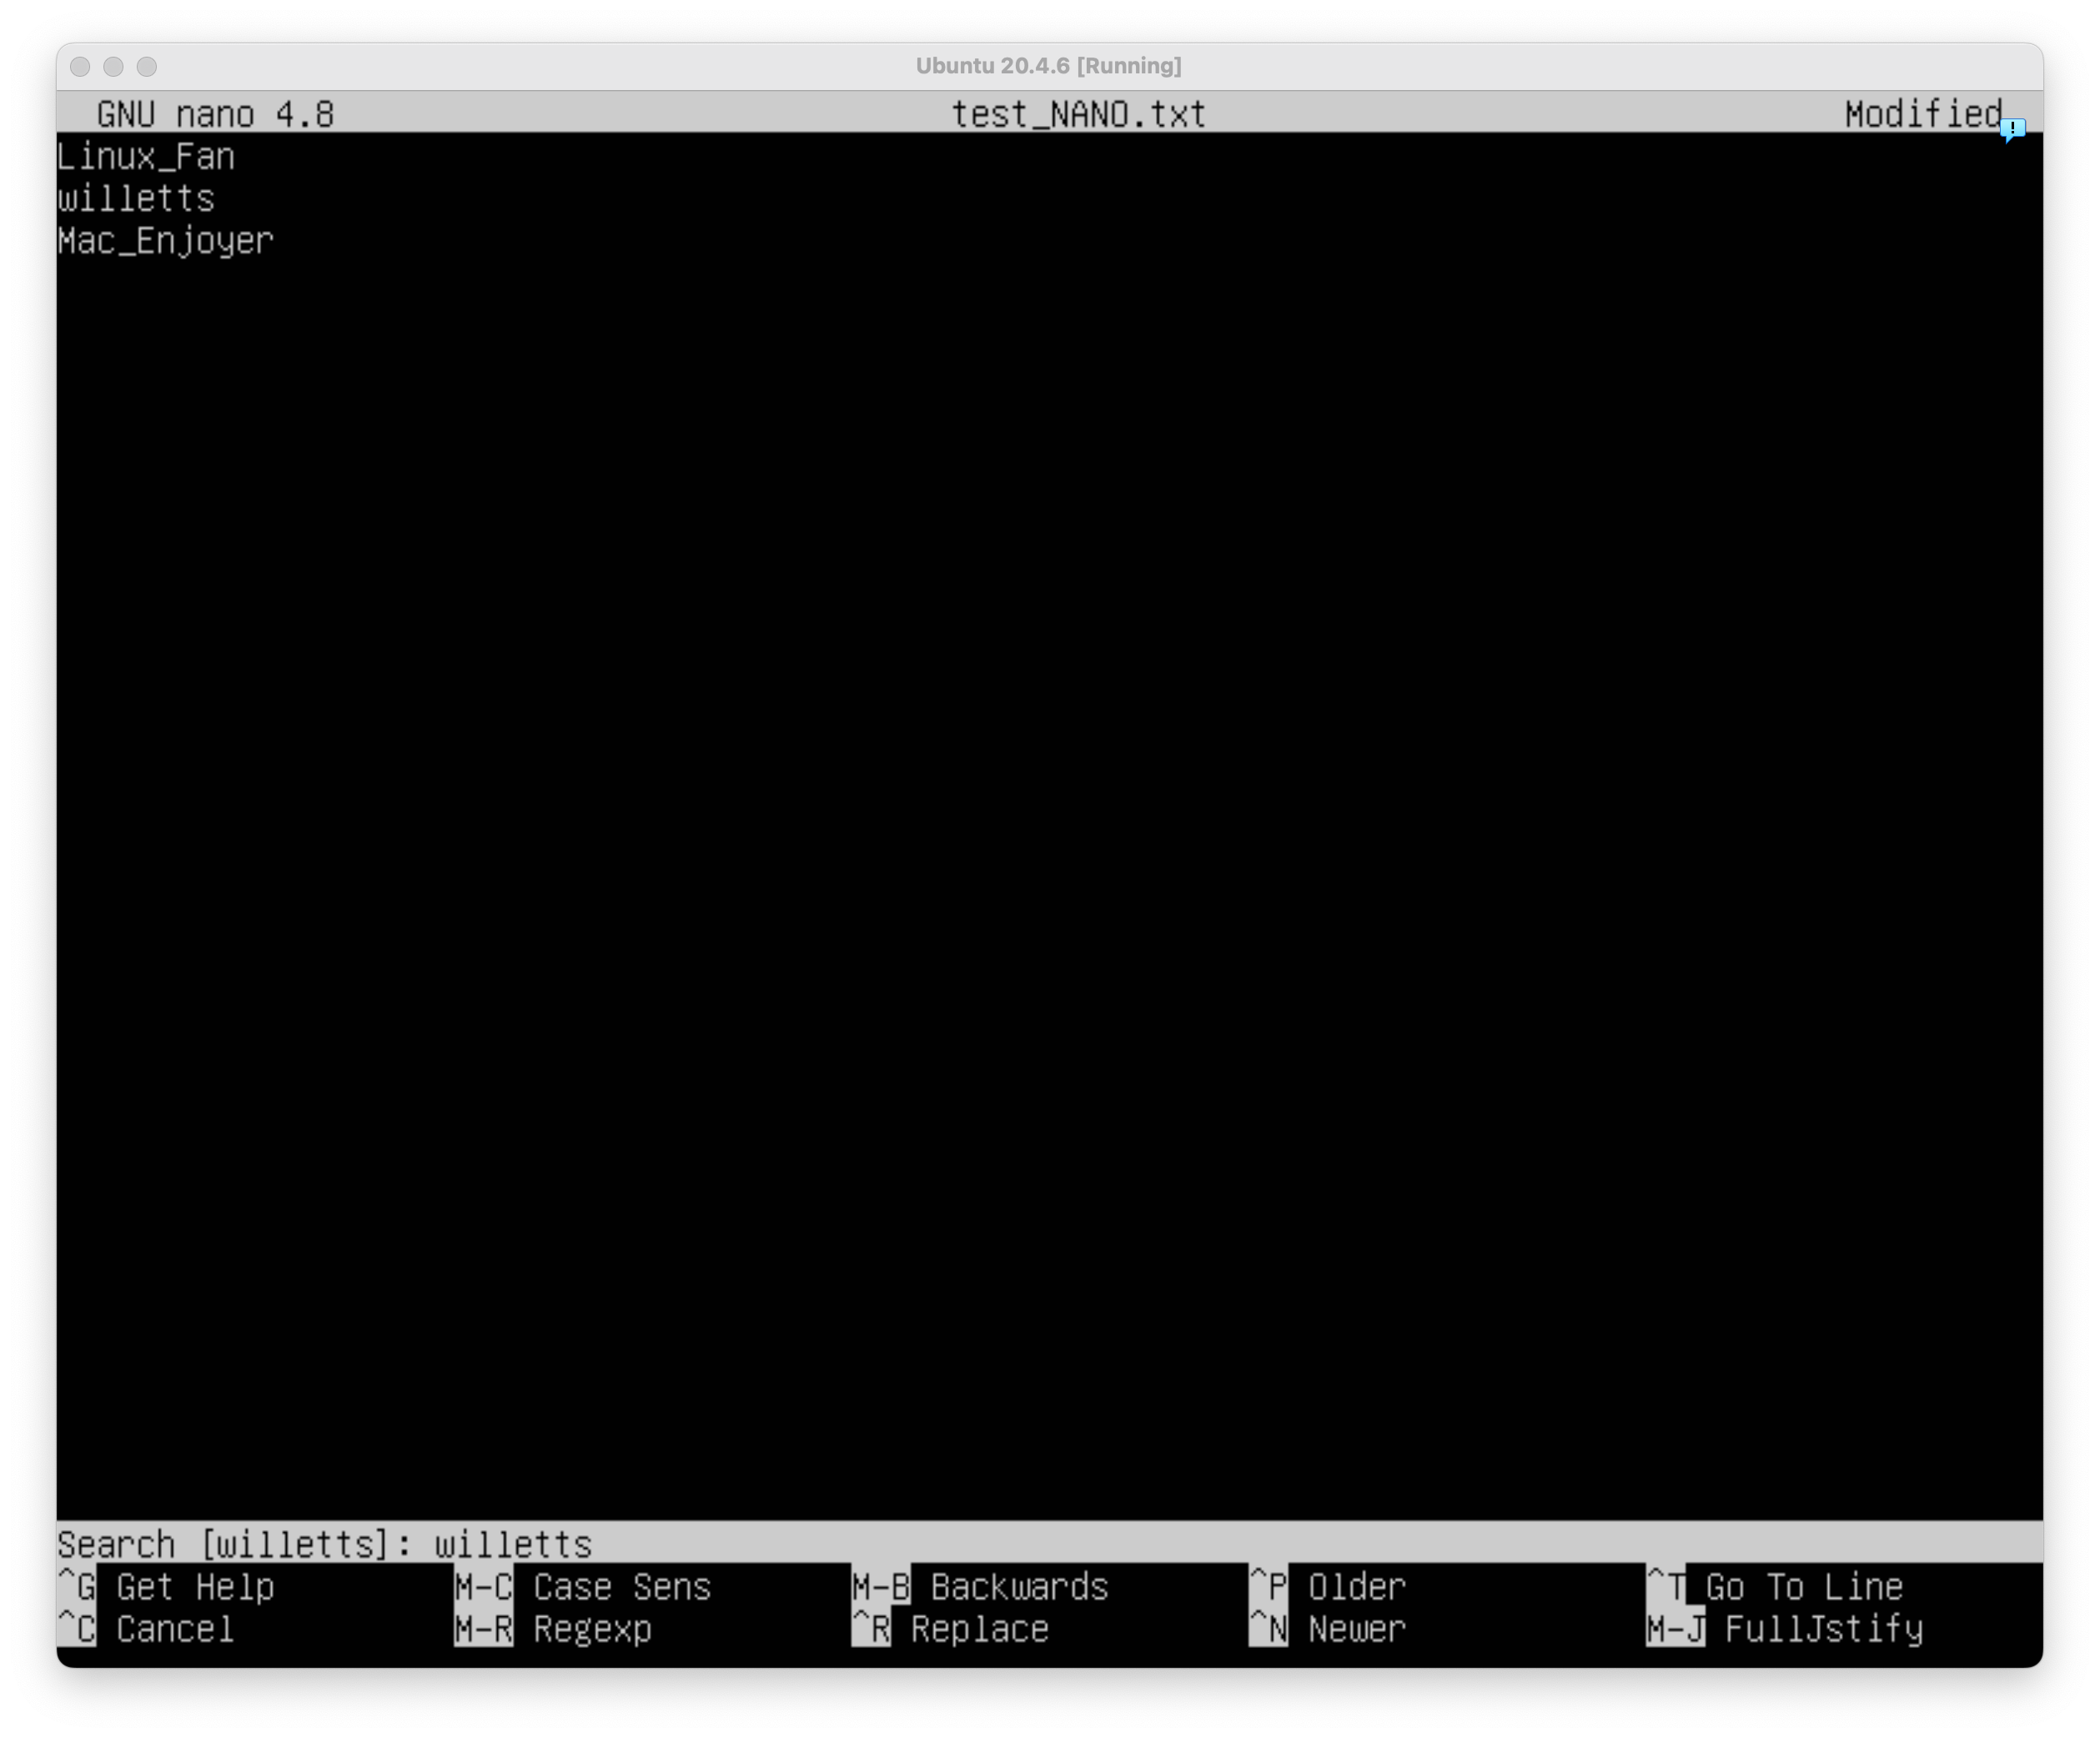 Ubuntu 20.4.6 [Running]
GNU nano 4.8 test_NANO.txt Modified
Linux_Fan
willetts
Mac_Enjoyer
Search [willetts]: willetts
^G Get Help M-C Case Sens M-B Backwards ^P Older ^T Go To Line
^C Cancel M-R Regexp ^R Replace ^N Newer M-J FullJstify